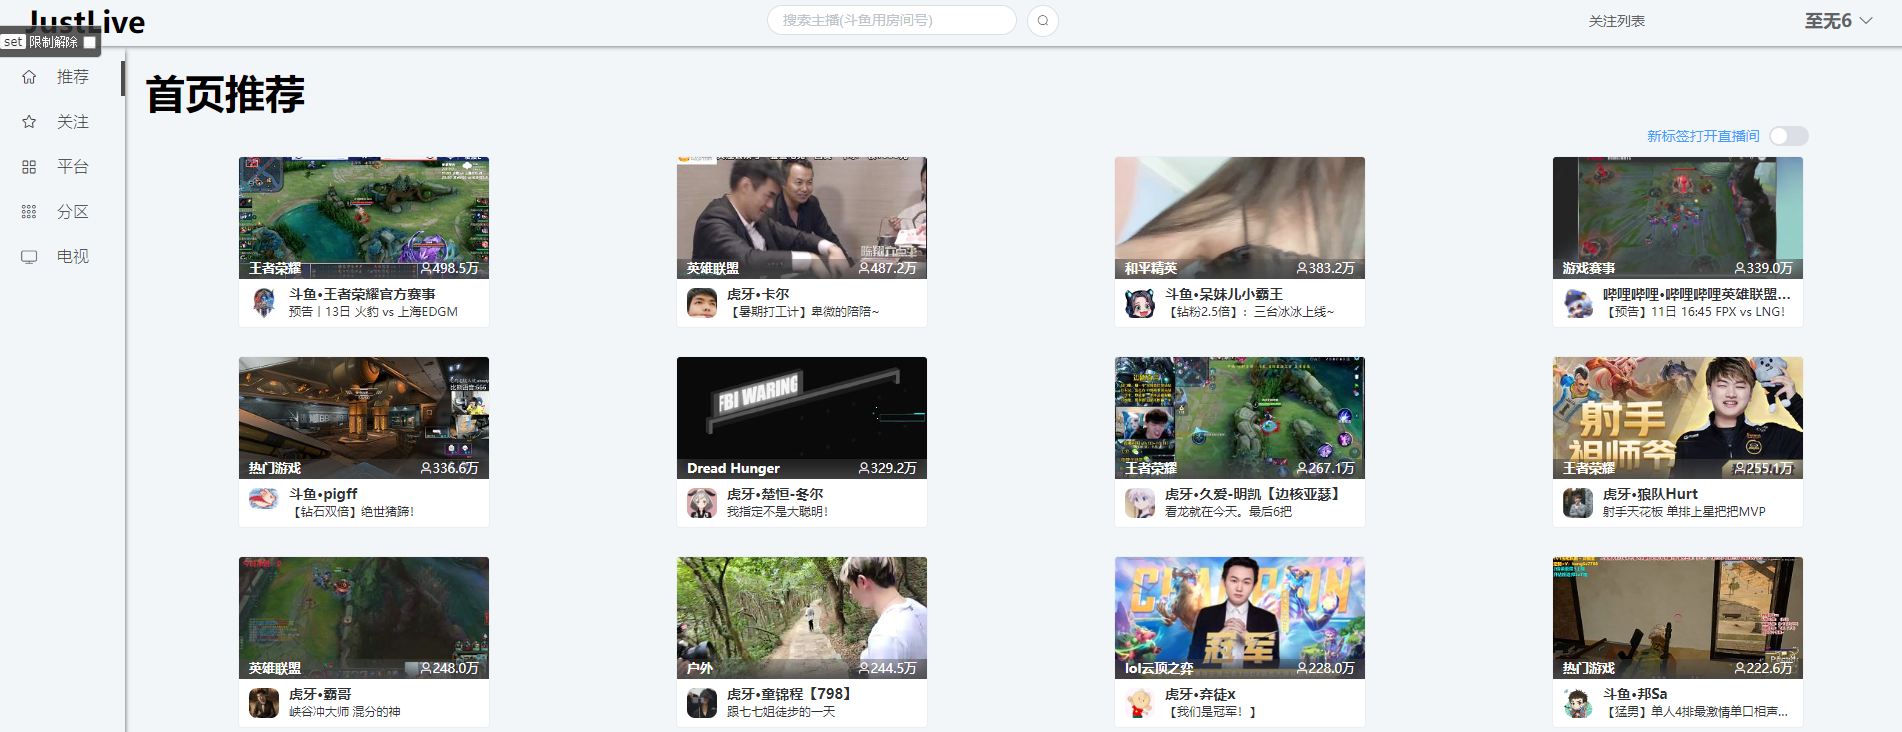 JustLive
搜索主播(斗鱼用房间号)
关注列表
至无6
set 限制解除
推荐
关注
平台
分区
电视
首页推荐
新标签打开直播间
王者荣耀 498.5万
斗鱼•王者荣耀官方赛事
预告丨13日 火豹 vs 上海EDGM
英雄联盟 487.2万
虎牙•卡尔
【暑期打工计】卑微的陪陪~
和平精英 383.2万
斗鱼•呆妹儿小霸王
【钻粉2.5倍】: 三台冰冰上线~
游戏赛事 339.0万
哔哩哔哩•哔哩哔哩英雄联盟...
【预告】11日 16:45 FPX vs LNG!
热门游戏 336.6万
斗鱼•pigff
【钻石双倍】绝世猪蹄!
FBI WARING
Dread Hunger 329.2万
虎牙•楚恒-冬尔
我指定不是大聪明!
王者荣耀 267.1万
虎牙•久爱-明凯【边核亚瑟】
看龙就在今天。最后6把
射手
祖师爷
王者荣耀 255.1万
虎牙•狼队Hurt
射手天花板 单排上星把把MVP
英雄联盟 248.0万
虎牙•霸哥
峡谷冲大师 混分的神
户外 244.5万
虎牙•童锦程【798】
跟七七姐徒步的一天
CHAMPION
冠军
lol云顶之弈 228.0万
虎牙•弃徒x
【我们是冠军! 】
热门游戏 222.6万
斗鱼•邦Sa
【猛男】单人4排最激情单口相声...